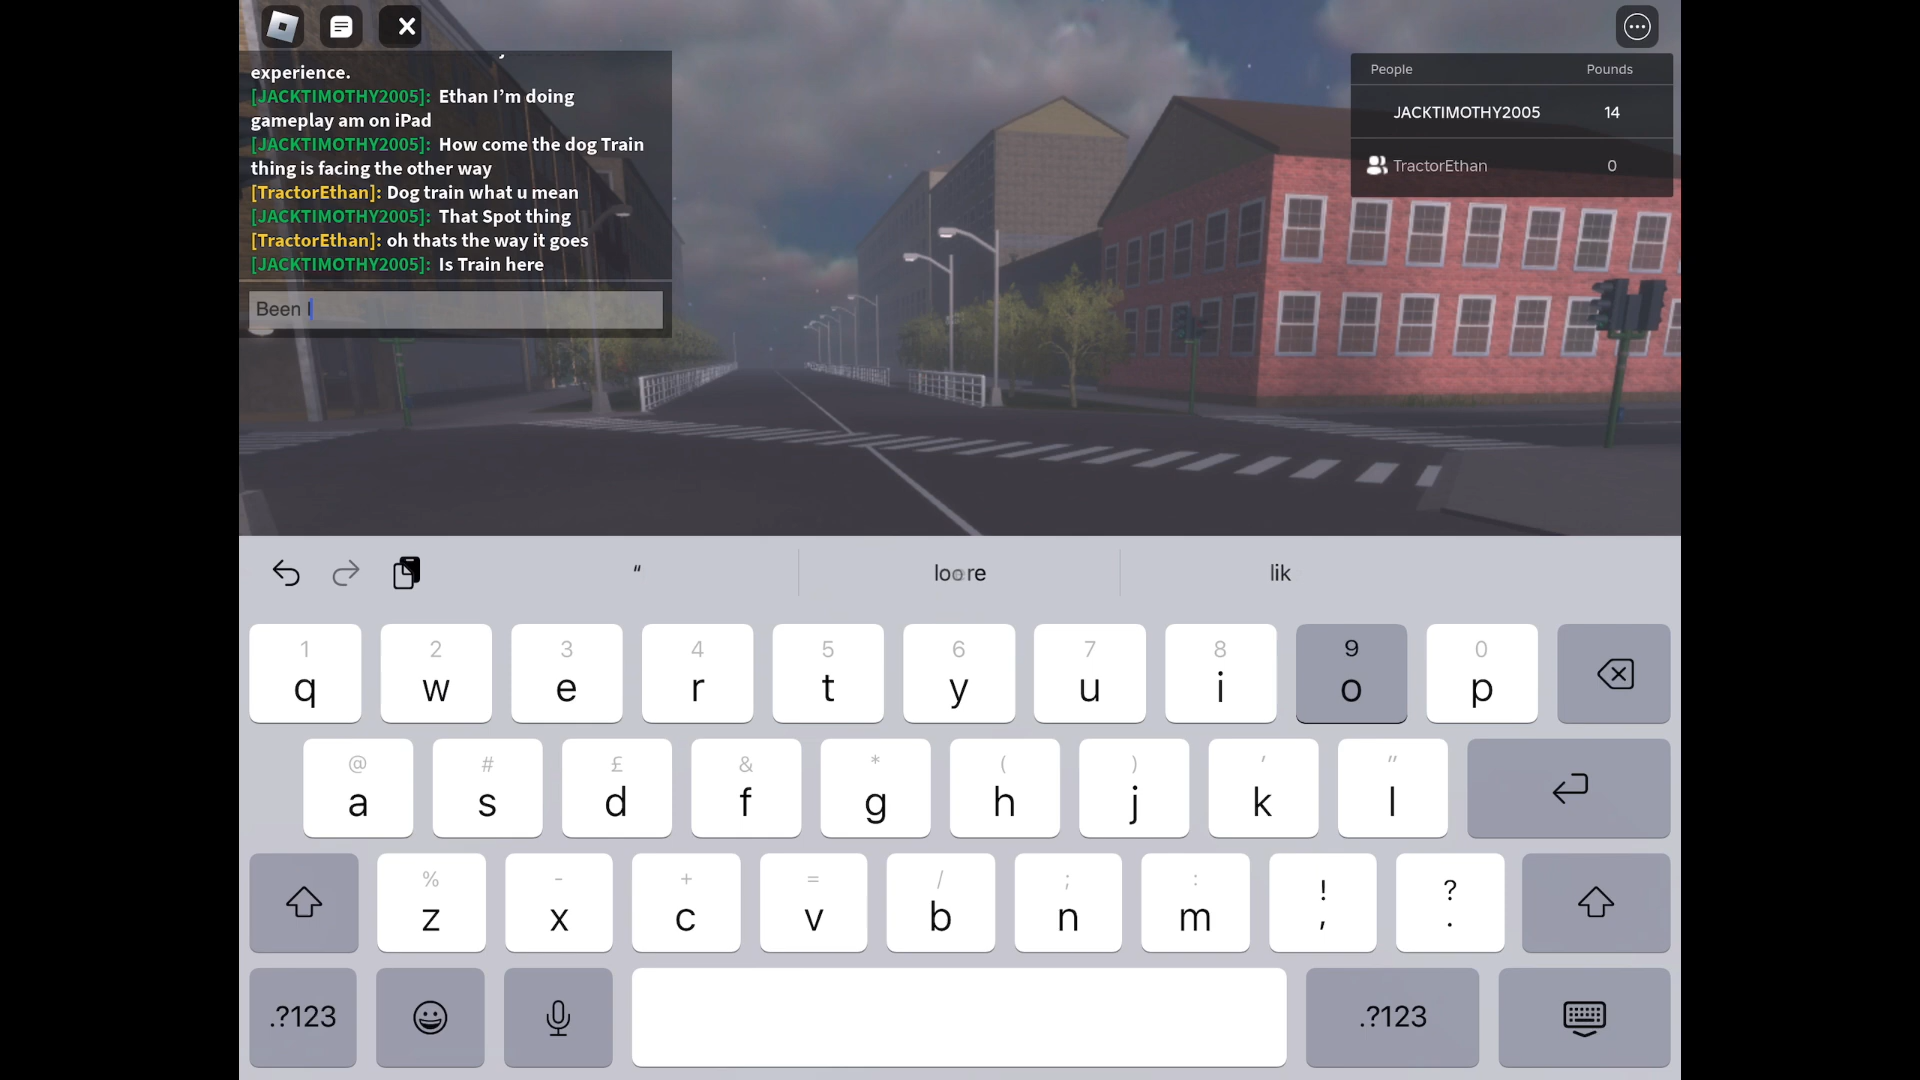 experience.
[JACKTIMOTHY2005]: Ethan I’m doing
gameplay am on iPad
[JACKTIMOTHY2005]: How come the dog Train
thing is facing the other way
[TractorEthan]: Dog train what u mean
[JACKTIMOTHY2005]: That Spot thing
[TractorEthan]: oh thats the way it goes
[JACKTIMOTHY2005]: Is Train here
Been l
People Pounds
JACKTIMOTHY2005 14
TractorEthan 0
“ lik
1 2 3 4 5 6 7 8 9 0
q w e r t y u i o p
@ # £ & * ( ) ' "
a s d f g h j k l
% - + = / ; : ! ?
z x c v b n m , .
.?123 .?123